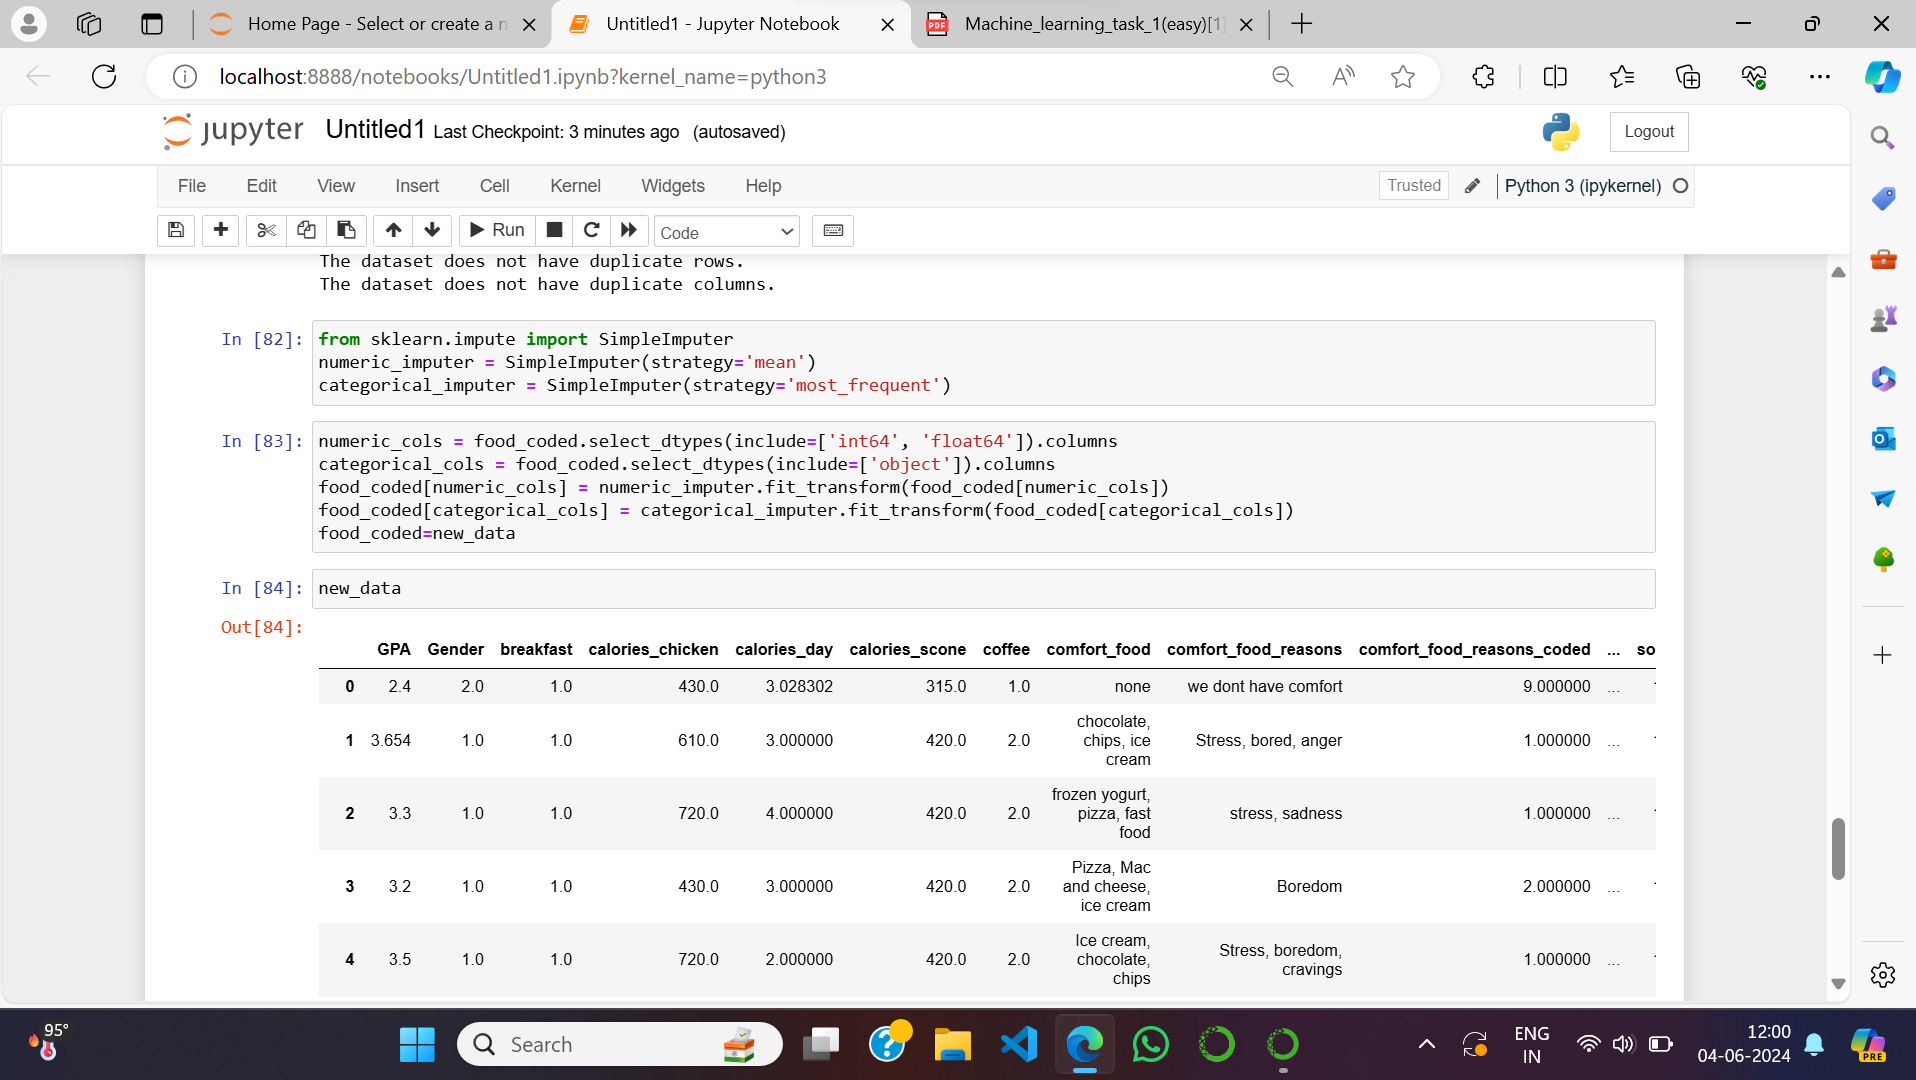 Home Page - Select or create a n
Untitled1 - Jupyter Notebook
Machine_learning_task_1(easy)[1]
localhost:8888/notebooks/Untitled1.ipynb?kernel_name=python3
jupyter Untitled1 Last Checkpoint: 3 minutes ago (autosaved)
Logout
File Edit View Insert Cell Kernel Widgets Help
Trusted Python 3 (ipykernel)
Run Code
The dataset does not have duplicate rows.
The dataset does not have duplicate columns.
In [82]: from sklearn.impute import SimpleImputer
numeric_imputer = SimpleImputer(strategy='mean')
categorical_imputer = SimpleImputer(strategy='most_frequent')
In [83]: numeric_cols = food_coded.select_dtypes(include=['int64', 'float64']).columns
categorical_cols = food_coded.select_dtypes(include=['object']).columns
food_coded[numeric_cols] = numeric_imputer.fit_transform(food_coded[numeric_cols])
food_coded[categorical_cols] = categorical_imputer.fit_transform(food_coded[categorical_cols])
food_coded=new_data
In [84]: new_data
Out[84]:
GPA Gender breakfast calories_chicken calories_day calories_scone coffee comfort_food comfort_food_reasons comfort_food_reasons_coded ... so
0 2.4 2.0 1.0 430.0 3.028302 315.0 1.0 none we dont have comfort 9.000000 ...
1 3.654 1.0 1.0 610.0 3.000000 420.0 2.0 chocolate, chips, ice cream Stress, bored, anger 1.000000 ...
2 3.3 1.0 1.0 720.0 4.000000 420.0 2.0 frozen yogurt, pizza, fast food stress, sadness 1.000000 ...
3 3.2 1.0 1.0 430.0 3.000000 420.0 2.0 Pizza, Mac and cheese, ice cream Boredom 2.000000 ...
4 3.5 1.0 1.0 720.0 2.000000 420.0 2.0 Ice cream, chocolate, chips Stress, boredom, cravings 1.000000 ...
95°
Search
ENG
IN
12:00
04-06-2024
PRE